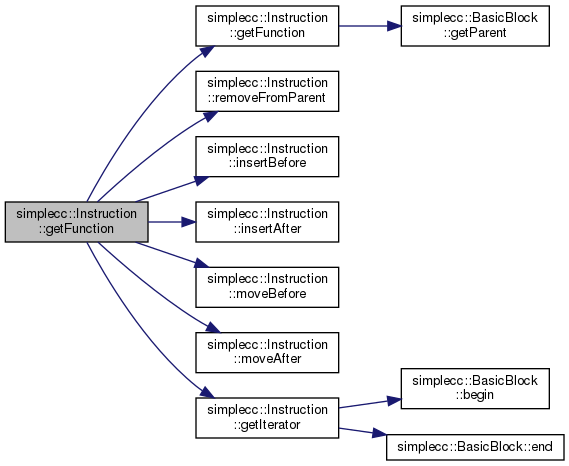 simplecc::Instruction
::getFunction
simplecc::Instruction
::getFunction
simplecc::BasicBlock
::getParent
simplecc::Instruction
::removeFromParent
simplecc::Instruction
::insertBefore
simplecc::Instruction
::insertAfter
simplecc::Instruction
::moveBefore
simplecc::Instruction
::moveAfter
simplecc::Instruction
::getIterator
simplecc::BasicBlock
::begin
simplecc::BasicBlock::end